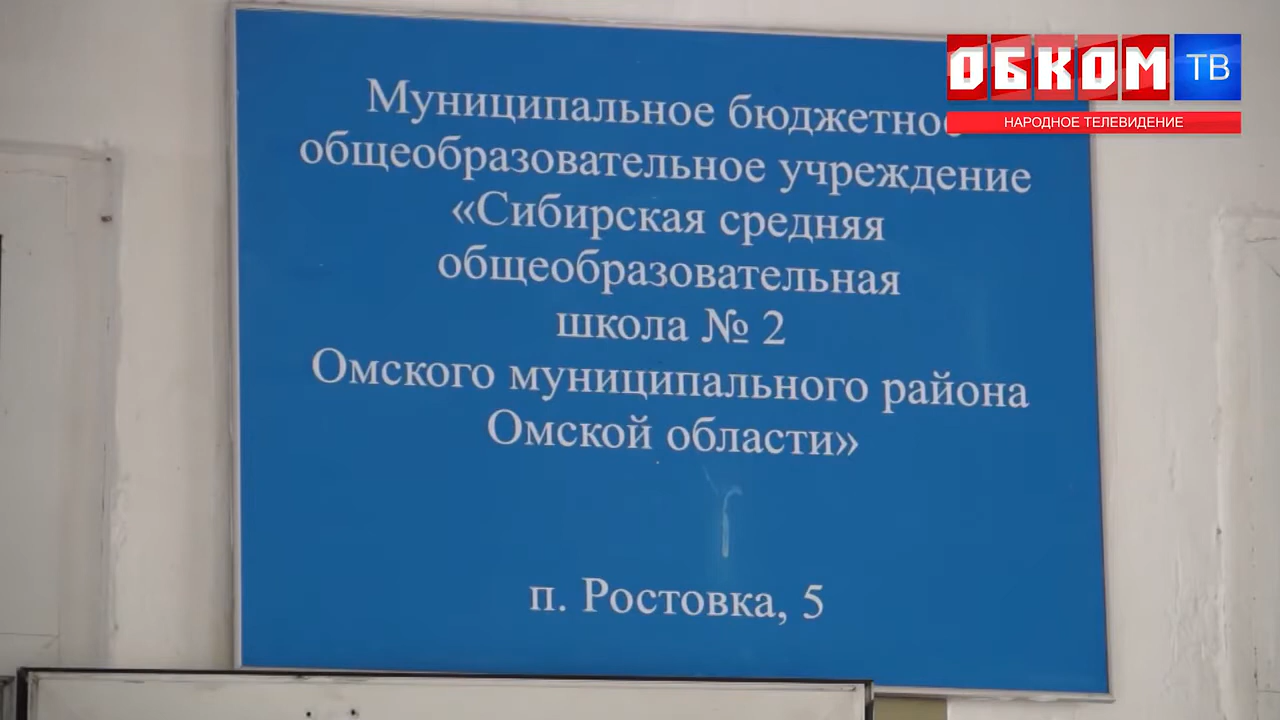 ОБКОМ ТВ
НАРОДНОЕ ТЕЛЕВИДЕНИЕ
Муниципальное бюджетное
общеобразовательное учреждение
«Сибирская средняя
общеобразовательная
школа № 2
Омского муниципального района
Омской области»
п. Ростовка, 5